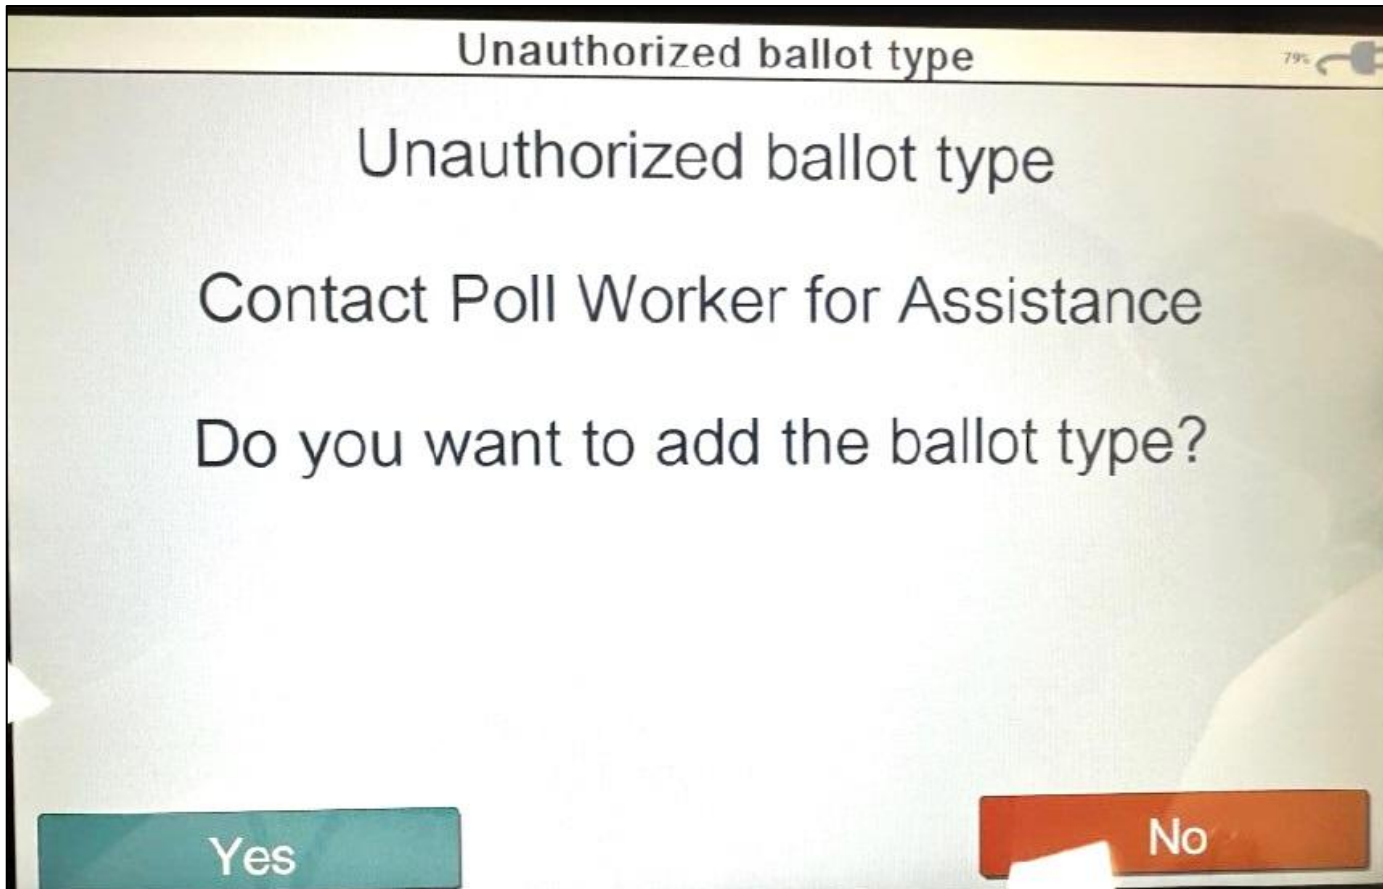 Unauthorized ballot type
79%
Unauthorized ballot type
Contact Poll Worker for Assistance
Do you want to add the ballot type?
Yes
No